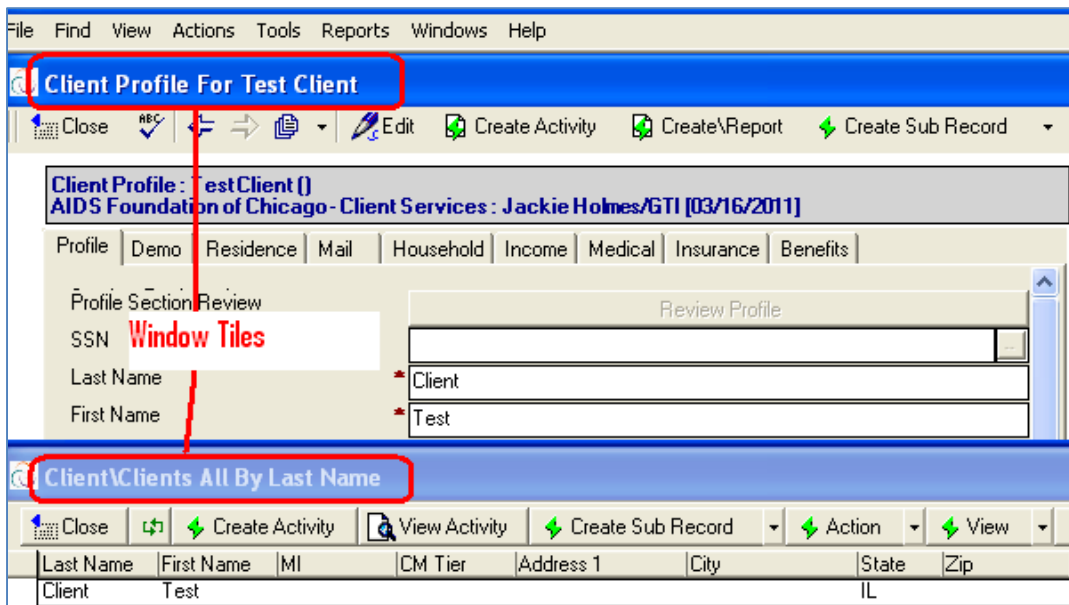 File Find View Actions Tools Reports Windows Help
Client Profile For Test Client
Close ABC Edit Create Activity Create\Report Create Sub Record
Client Profile : Test Client ()
AIDS Foundation of Chicago - Client Services : Jackie Holmes/GTI [03/16/2011]
Profile Demo Residence Mail Household Income Medical Insurance Benefits
Profile Section Review Review Profile
SSN Window Tiles ...
Last Name * Client
First Name * Test
Client\Clients All By Last Name
Close Create Activity View Activity Create Sub Record Action View
Last Name First Name MI CM Tier Address 1 City State Zip
Client Test IL